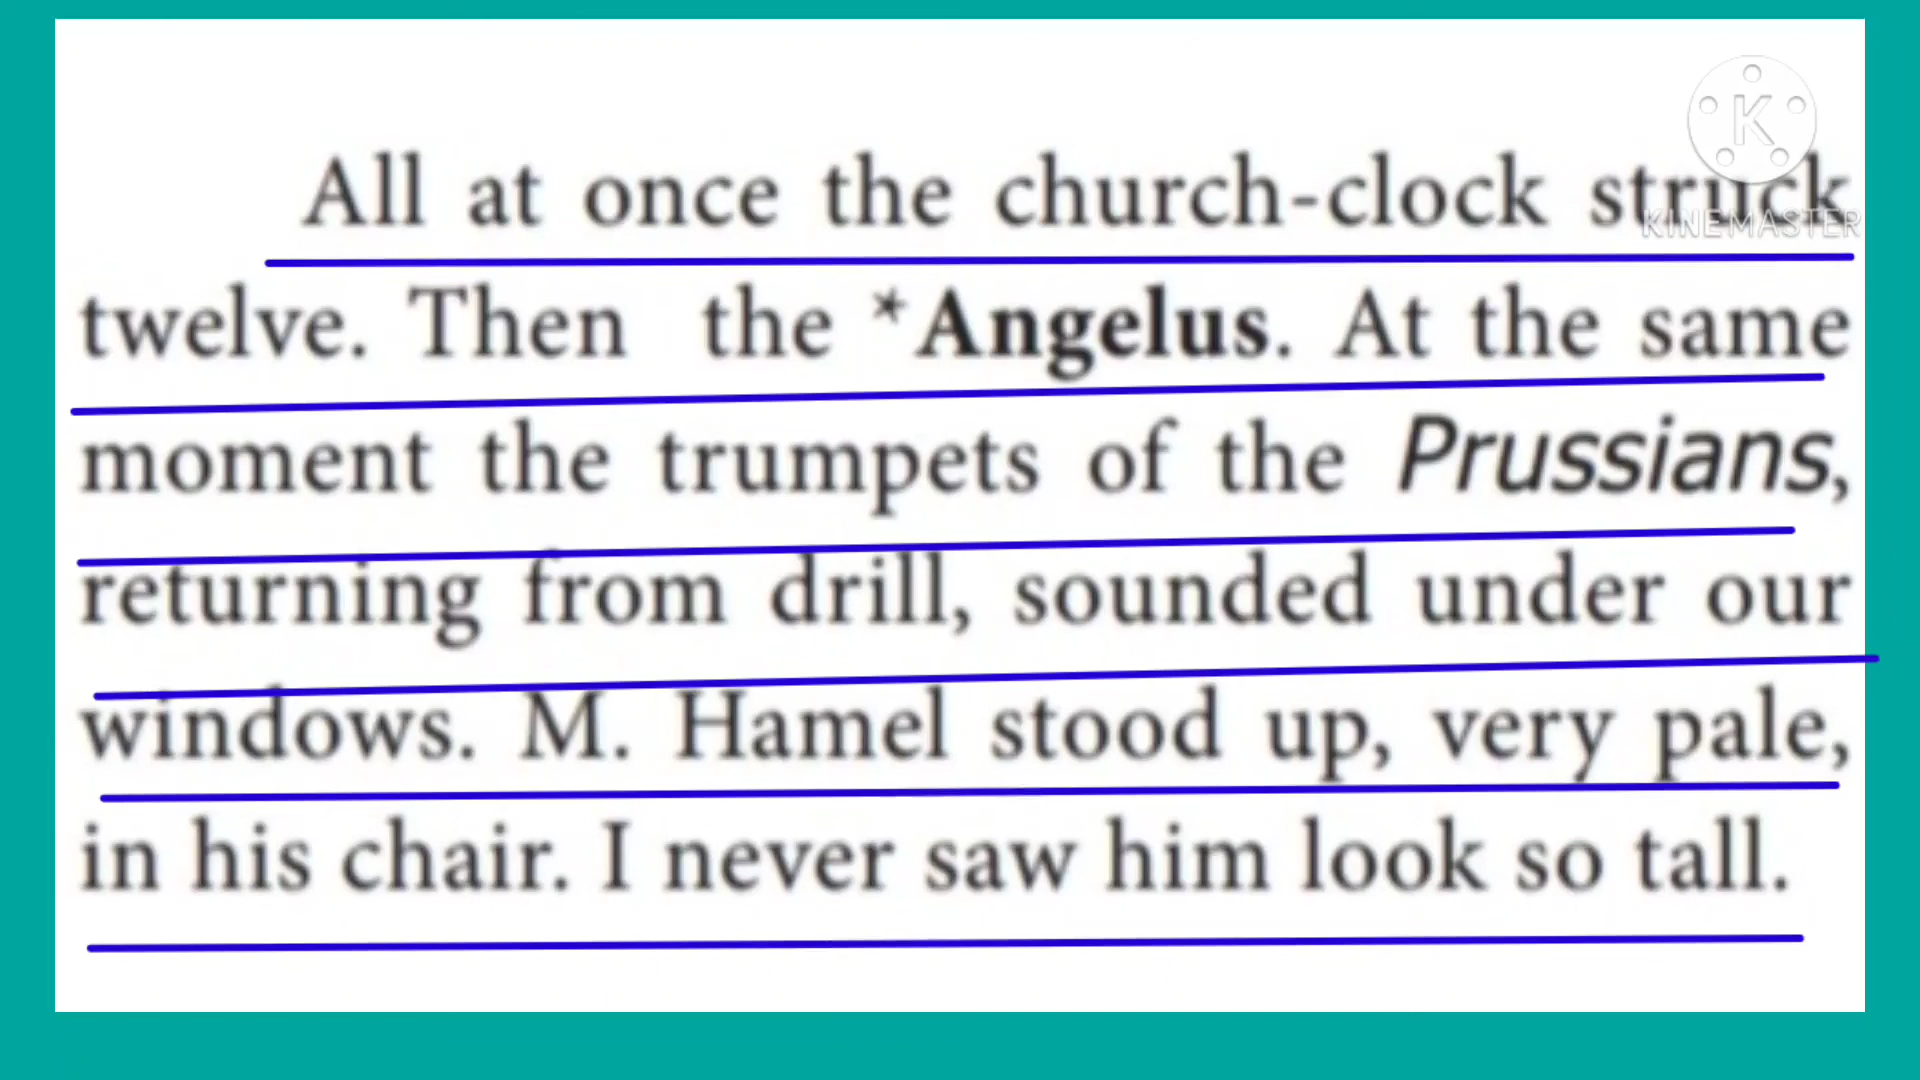 K
KINEMASTER
All at once the church-clock struck
twelve. Then the *Angelus. At the same
moment the trumpets of the Prussians,
returning from drill, sounded under our
windows. M. Hamel stood up, very pale,
in his chair. I never saw him look so tall.